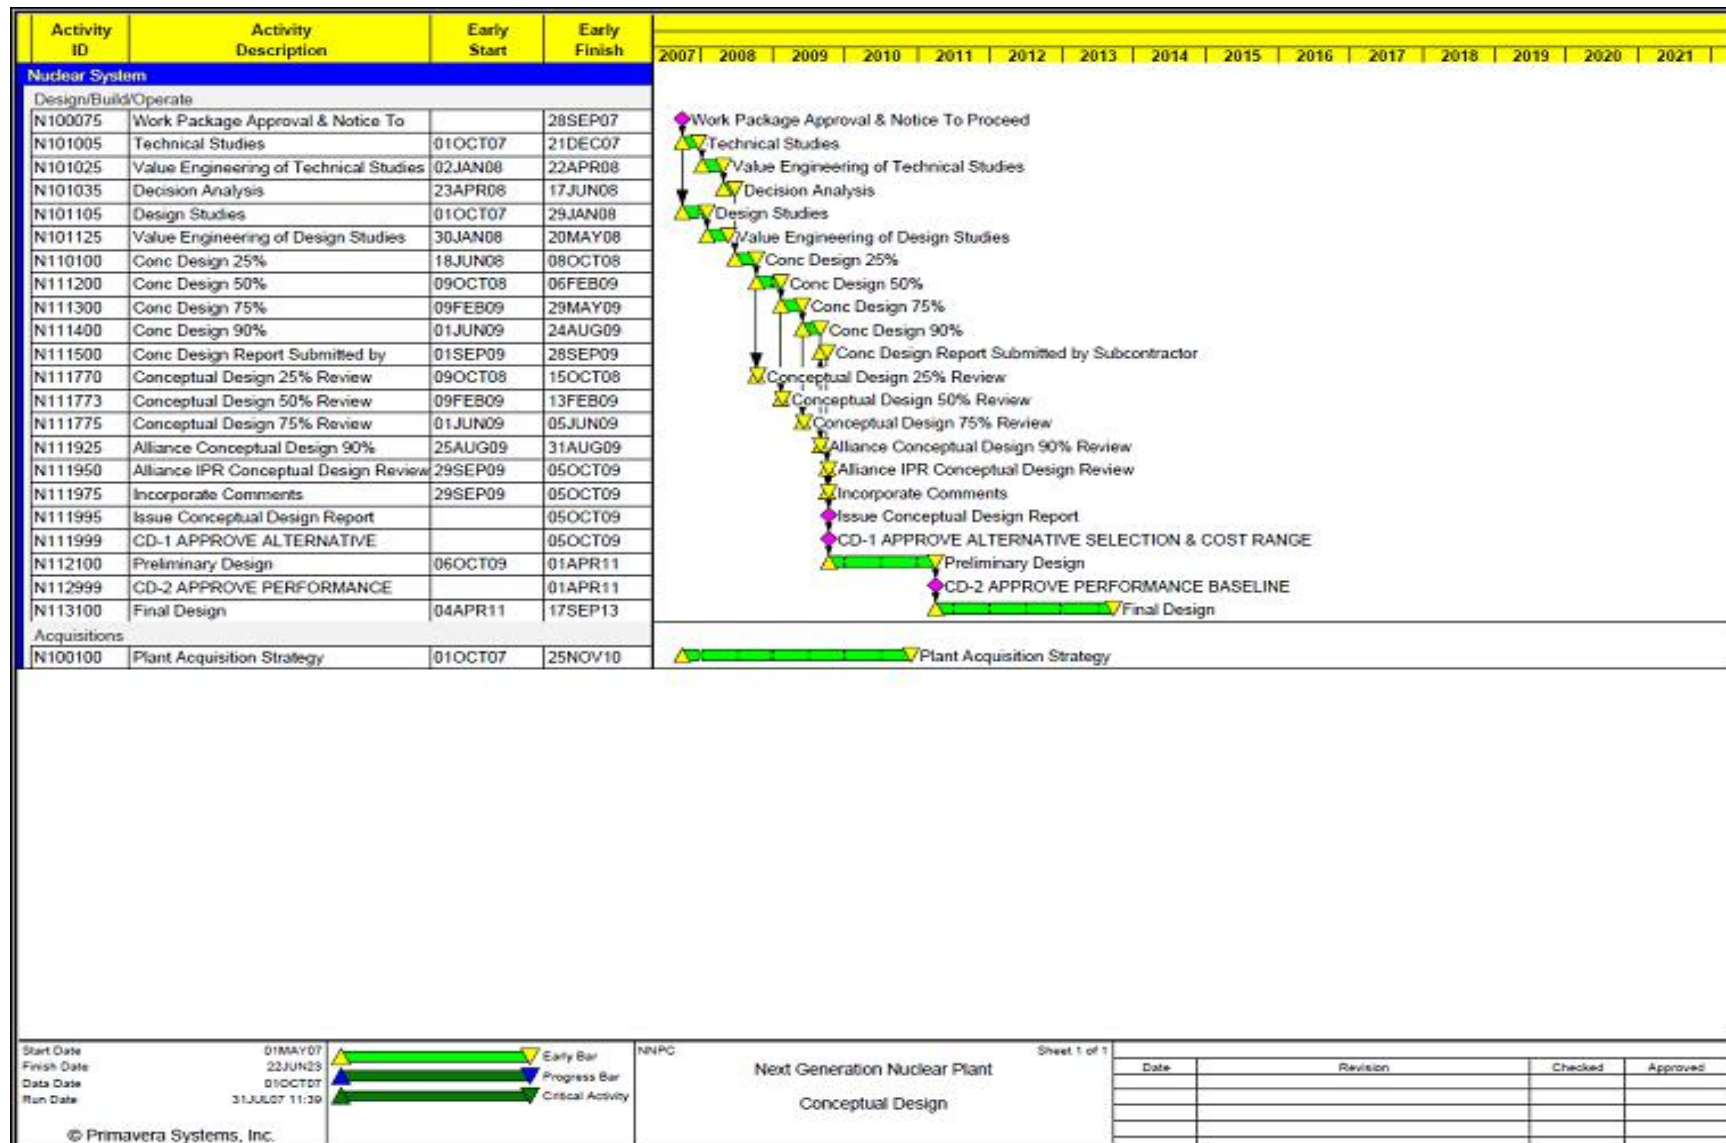 Activity ID Activity Description Early Start Early Finish
2007 2008 2009 2010 2011 2012 2013 2014 2015 2016 2017 2018 2019 2020 2021
Nuclear System
Design/Build/Operate
N100075 Work Package Approval & Notice To 28SEP07 Work Package Approval & Notice To Proceed
N101005 Technical Studies 01OCT07 21DEC07 Technical Studies
N101025 Value Engineering of Technical Studies 02JAN08 22APR08 Value Engineering of Technical Studies
N101035 Decision Analysis 23APR08 17JUN08 Decision Analysis
N101105 Design Studies 01OCT07 29JAN08 Design Studies
N101125 Value Engineering of Design Studies 30JAN08 20MAY08 Value Engineering of Design Studies
N110100 Conc Design 25% 18JUN08 08OCT08 Conc Design 25%
N111200 Conc Design 50% 09OCT08 06FEB09 Conc Design 50%
N111300 Conc Design 75% 09FEB09 29MAY09 Conc Design 75%
N111400 Conc Design 90% 01JUN09 24AUG09 Conc Design 90%
N111500 Conc Design Report Submitted by 01SEP09 28SEP09 Conc Design Report Submitted by Subcontractor
N111770 Conceptual Design 25% Review 09OCT08 15OCT08 Conceptual Design 25% Review
N111773 Conceptual Design 50% Review 09FEB09 13FEB09 Conceptual Design 50% Review
N111775 Conceptual Design 75% Review 01JUN09 05JUN09 Conceptual Design 75% Review
N111925 Alliance Conceptual Design 90% 25AUG09 31AUG09 Alliance Conceptual Design 90% Review
N111950 Alliance IPR Conceptual Design Review 29SEP09 05OCT09 Alliance IPR Conceptual Design Review
N111975 Incorporate Comments 29SEP09 05OCT09 Incorporate Comments
N111995 Issue Conceptual Design Report 05OCT09 Issue Conceptual Design Report
N111999 CD-1 APPROVE ALTERNATIVE 05OCT09 CD-1 APPROVE ALTERNATIVE SELECTION & COST RANGE
N112100 Preliminary Design 06OCT09 01APR11 Preliminary Design
N112999 CD-2 APPROVE PERFORMANCE 01APR11 CD-2 APPROVE PERFORMANCE BASELINE
N113100 Final Design 04APR11 17SEP13 Final Design
Acquisitions
N100100 Plant Acquisition Strategy 01OCT07 25NOV10 Plant Acquisition Strategy
Start Date 01MAY07
Finish Date 22JUN23
Data Date 01OCT07
Run Date 31JUL07 11:39
© Primavera Systems, Inc.
Early Bar
Progress Bar
Critical Activity
NNPC
Sheet 1 of 1
Next Generation Nuclear Plant
Conceptual Design
Date Revision Checked Approved